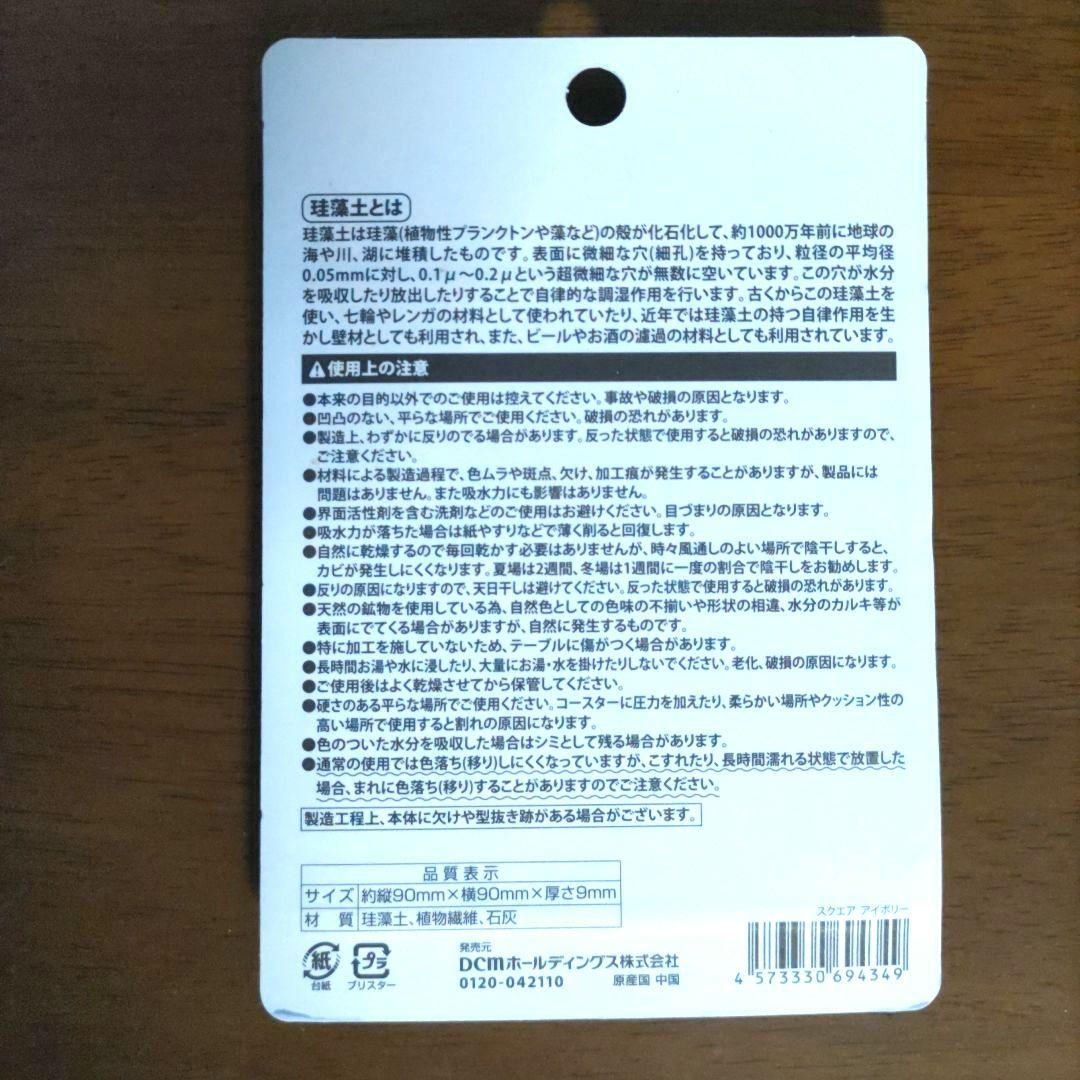 珪藻土とは
珪藻土は珪藻(植物性プランクトンや藻など)の殻が化石化して、約1000万年前に地球の
海や川、湖に堆積したものです。表面に微細な穴(細孔)を持っており、粒径の平均径
0.05mmに対し、0.1μ～0.2μという超微細な穴が無数に空いています。この穴が水分
を吸収したり放出したりすることで自律的な調湿作用を行います。古くからこの珪藻土を
使い、七輪やレンガの材料として使われていたり、近年では珪藻土の持つ自律作用を生
かし壁材としても利用され、また、ビールやお酒の濾過の材料としても利用されています。
⚠使用上の注意
●本来の目的以外でのご使用は控えてください。事故や破損の原因となります。
●凹凸のない、平らな場所でご使用ください。破損の恐れがあります。
●製造上、わずかに反りのでる場合があります。反った状態で使用すると破損の恐れがありますので、
ご注意ください。
●材料による製造過程で、色ムラや斑点、欠け、加工痕が発生することがありますが、製品には
問題はありません。また吸水力にも影響はありません。
●界面活性剤を含む洗剤などのご使用はお避けください。目づまりの原因となります。
●吸水力が落ちた場合は紙やすりなどで薄く削ると回復します。
●自然に乾燥するので毎回乾かす必要はありませんが、時々風通しのよい場所で陰干しすると、
カビが発生しにくくなります。夏場は2週間、冬場は1週間に一度の割合で陰干しをお勧めします。
●反りの原因になりますので、天日干しは避けてください。反った状態で使用すると破損の恐れがあります。
●天然の鉱物を使用している為、自然色としての色味の不揃いや形状の相違、水分のカルキ等が
表面にでてくる場合がありますが、自然に発生するものです。
●特に加工を施していないため、テーブルに傷がつく場合があります。
●長時間お湯や水に浸したり、大量にお湯・水を掛けたりしないでください。老化、破損の原因になります。
●ご使用後はよく乾燥させてから保管してください。
●硬さのある平らな場所でご使用ください。コースターに圧力を加えたり、柔らかい場所やクッション性の
高い場所で使用すると割れの原因になります。
●色のついた水分を吸収した場合はシミとして残る場合があります。
●通常の使用では色落ち(移り)しにくくなっていますが、こすれたり、長時間濡れる状態で放置した
場合、まれに色落ち(移り)することがありますのでご注意ください。
製造工程上、本体に欠けや型抜き跡がある場合がございます。
品質表示
サイズ 約縦90mm×横90mm×厚さ9mm
材 質 珪藻土、植物繊維、石灰
スクエア アイボリー
紙 台紙
プラ ブリスター
発売元
DCMホールディングス株式会社
0120-042110 原産国 中国
4 573330 694349